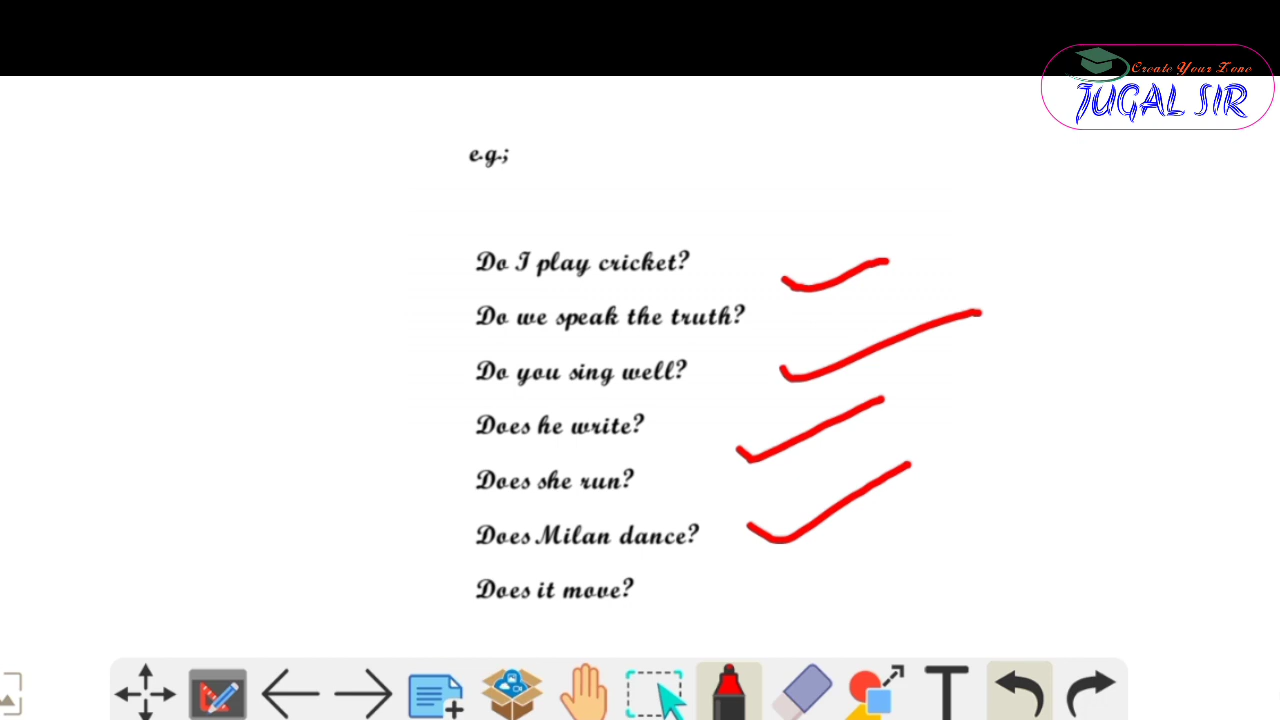 Create Your Zone
JUGAL SIR
e.g.;
Do I play cricket?
Do we speak the truth?
Do you sing well?
Does he write?
Does she run?
Does Milan dance?
Does it move?
T